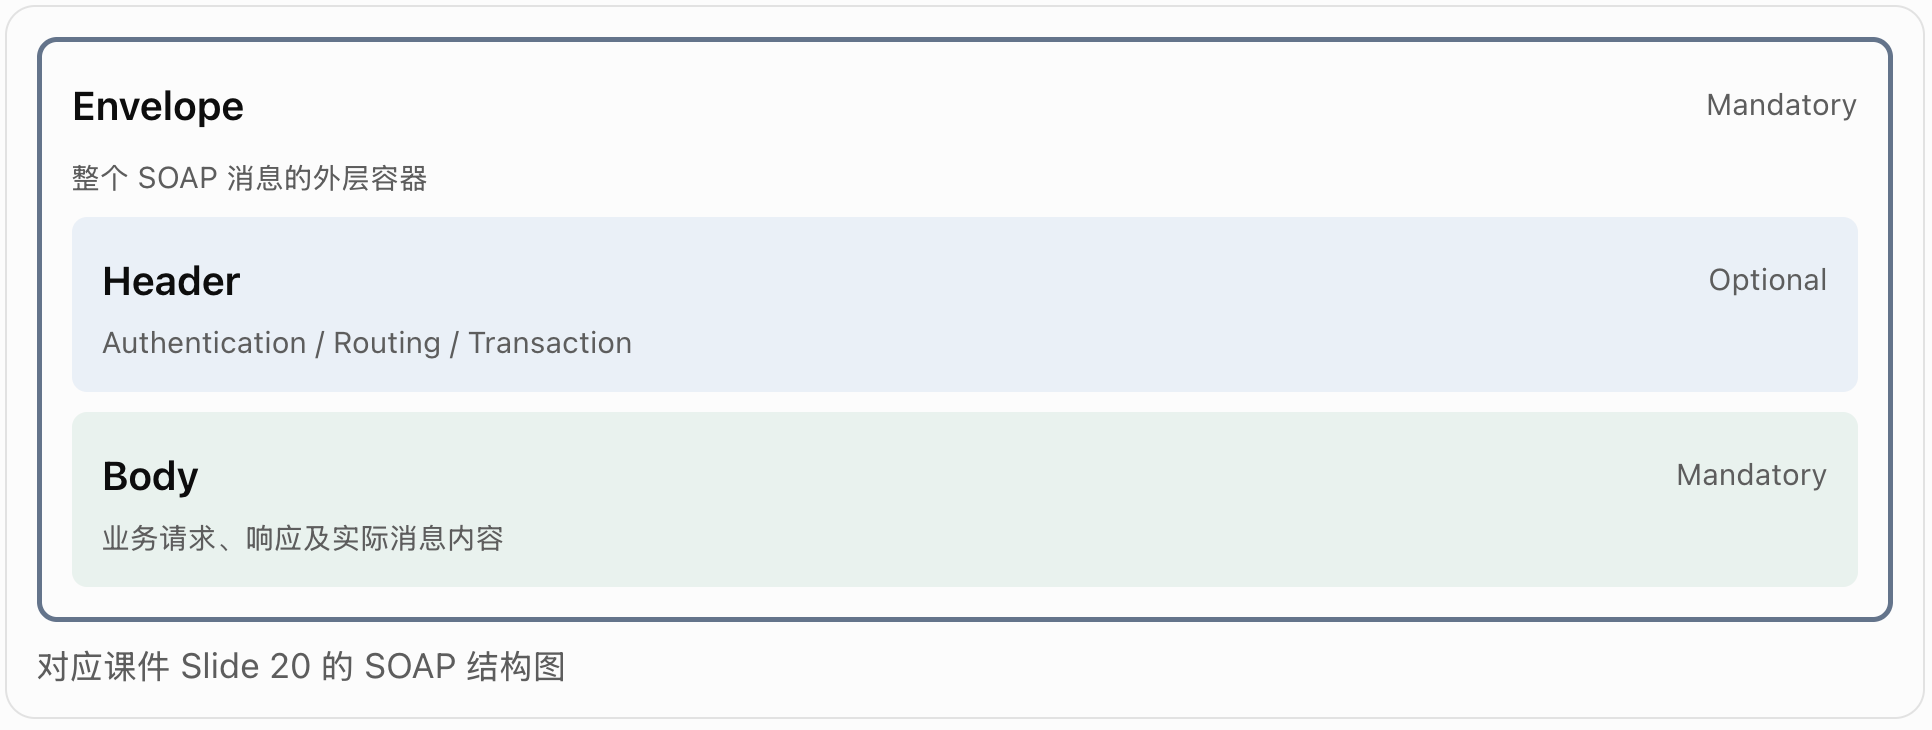 Envelope
Mandatory
整个 SOAP 消息的外层容器
Header
Optional
Authentication / Routing / Transaction
Body
Mandatory
业务请求、响应及实际消息内容
对应课件 Slide 20 的 SOAP 结构图